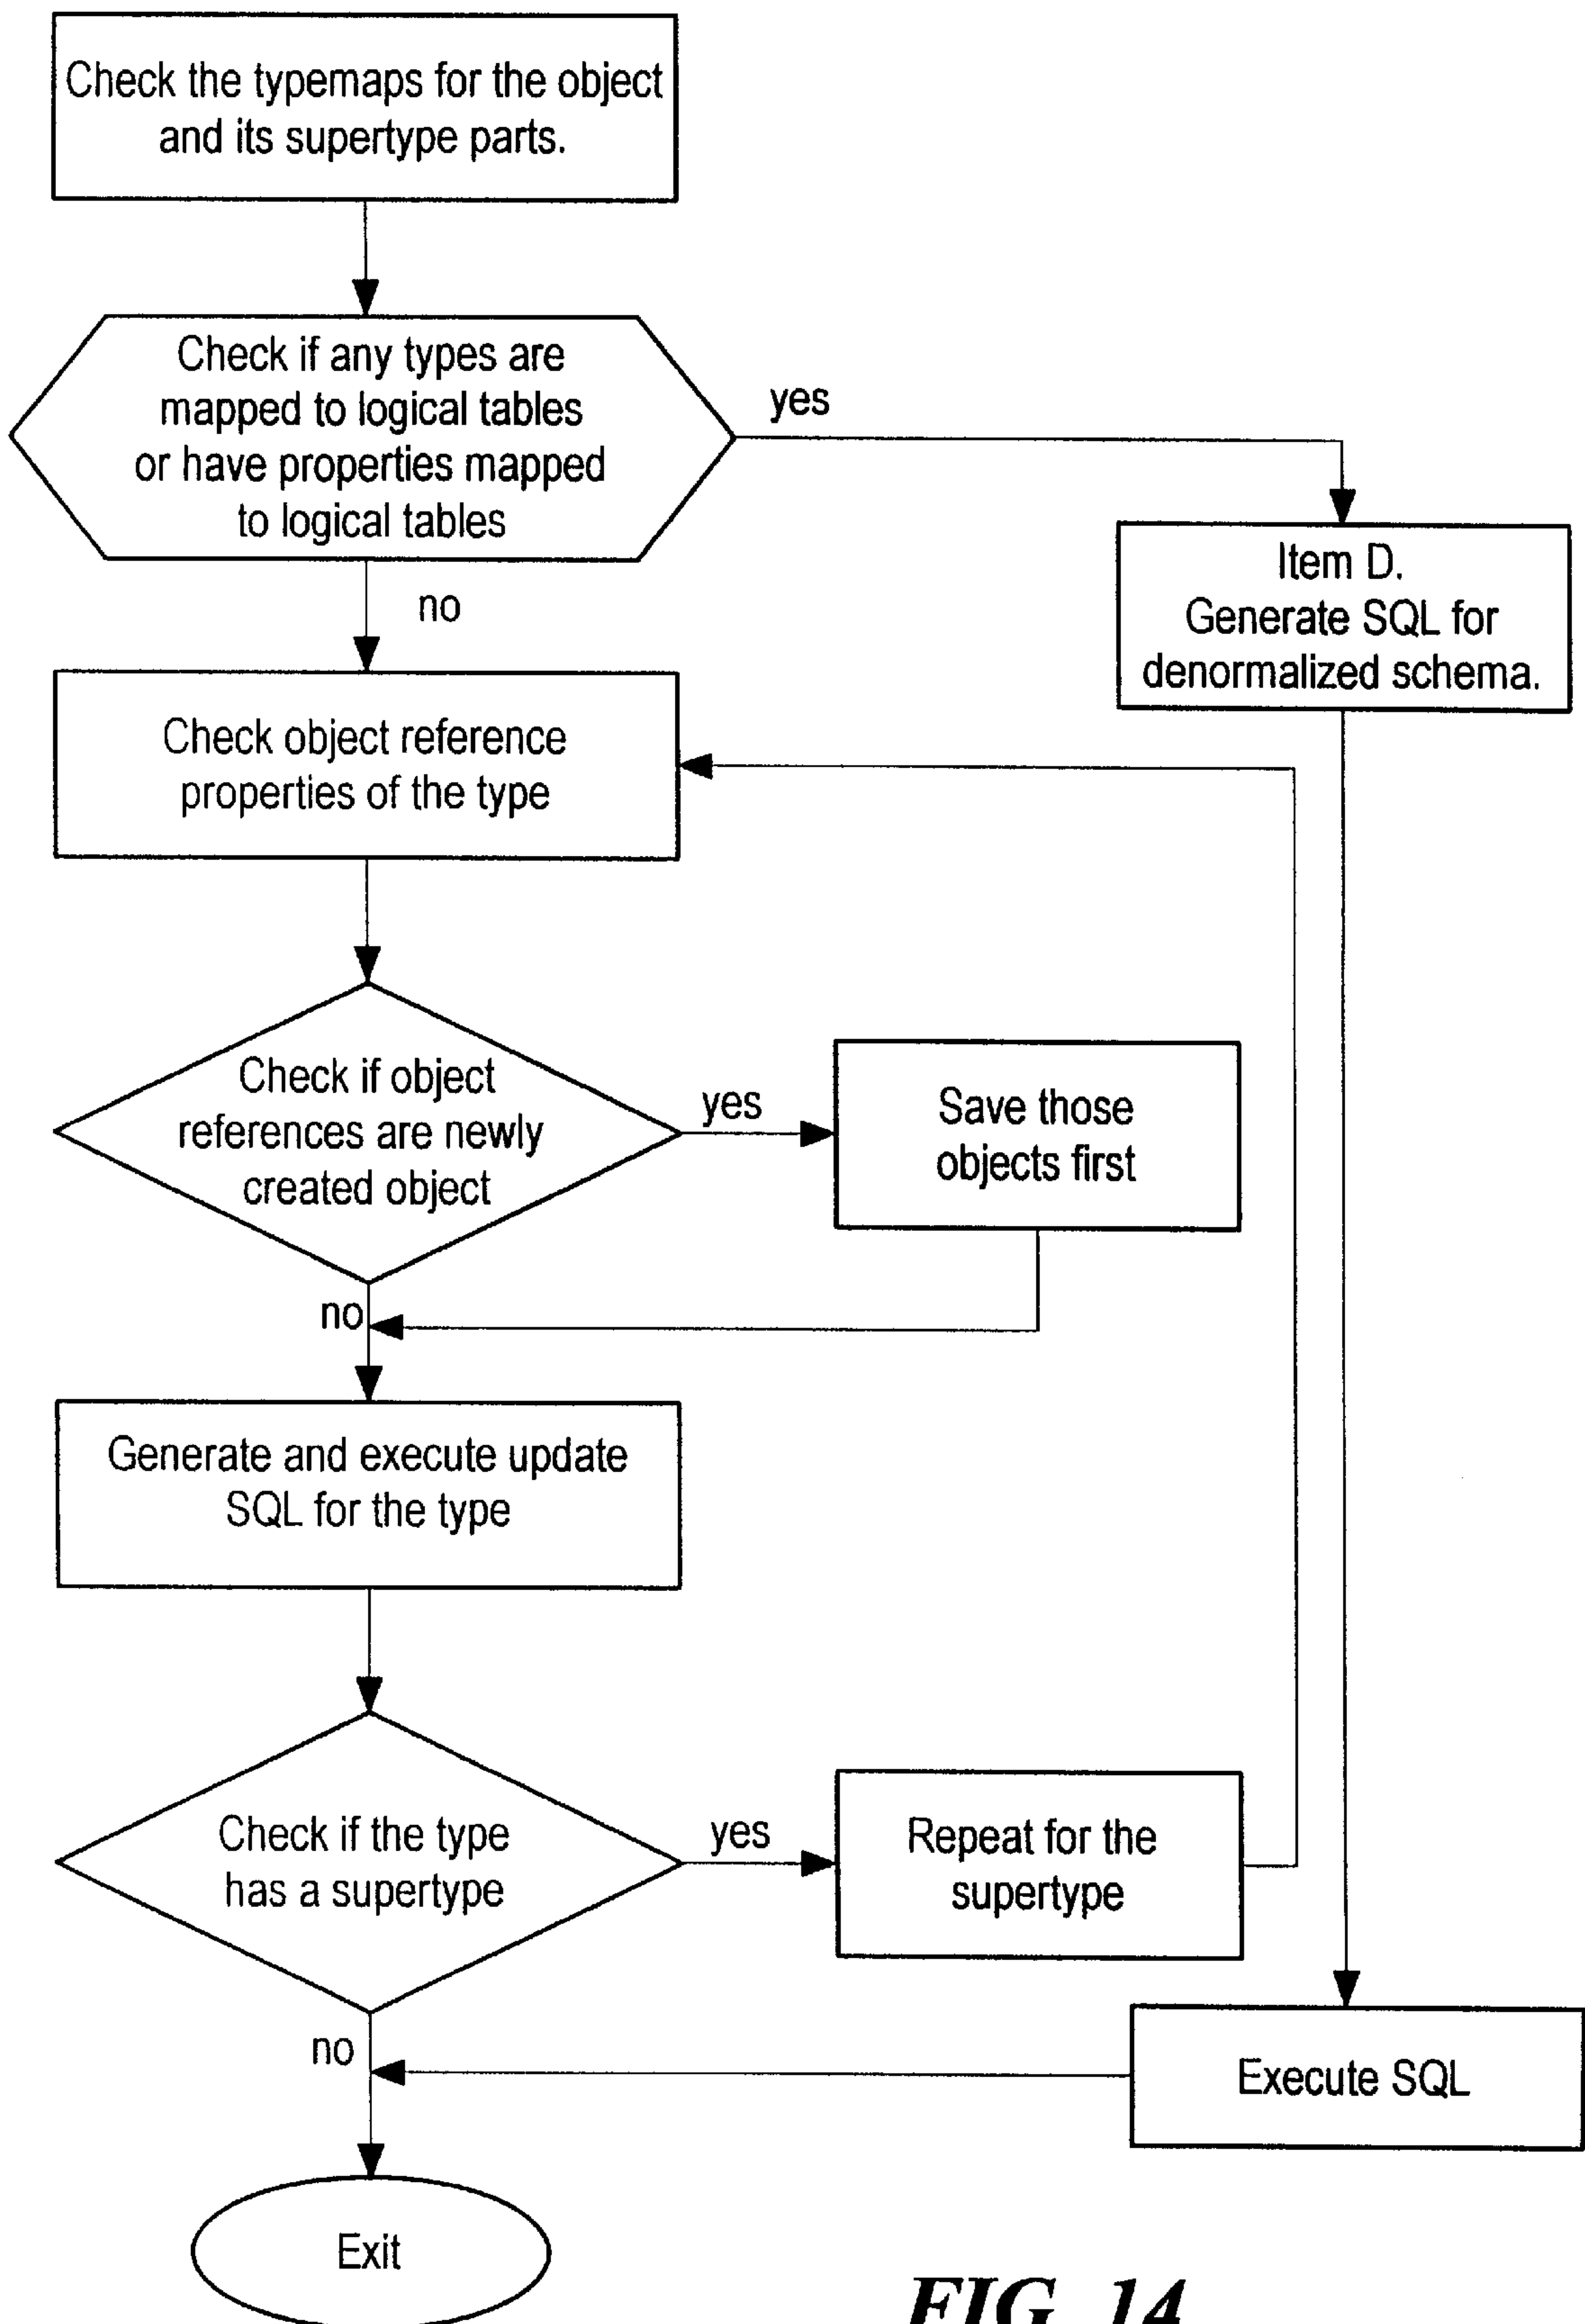 Check the typemaps for the object
and its supertype parts.
Check if any types are
mapped to logical tables
or have properties mapped
to logical tables
yes
no
Item D.
Generate SQL for
denormalized schema.
Check object reference
properties of the type
Check if object
references are newly
created object
yes
Save those
objects first
no
Generate and execute update
SQL for the type
Check if the type
has a supertype
yes
Repeat for the
supertype
no
Execute SQL
Exit
FIG. 14